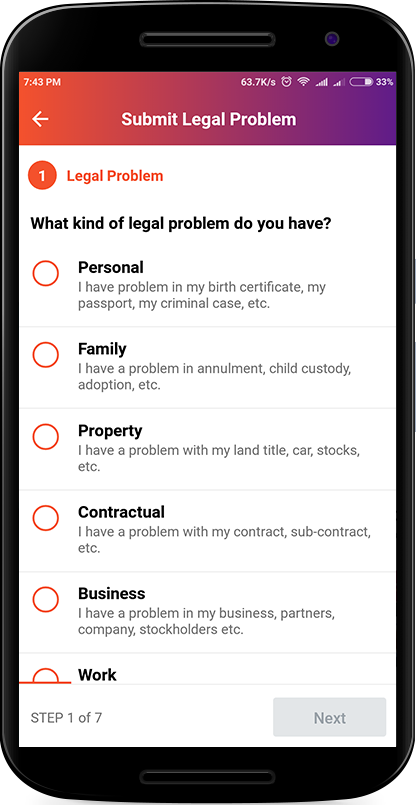 7:43 PM 63.7K/s 33%
Submit Legal Problem
1 Legal Problem
What kind of legal problem do you have?
Personal
I have problem in my birth certificate, my
passport, my criminal case, etc.
Family
I have a problem in annulment, child custody,
adoption, etc.
Property
I have a problem with my land title, car, stocks,
etc.
Contractual
I have a problem with my contract, sub-contract,
etc.
Business
I have a problem in my business, partners,
company, stockholders etc.
Work
STEP 1 of 7 Next